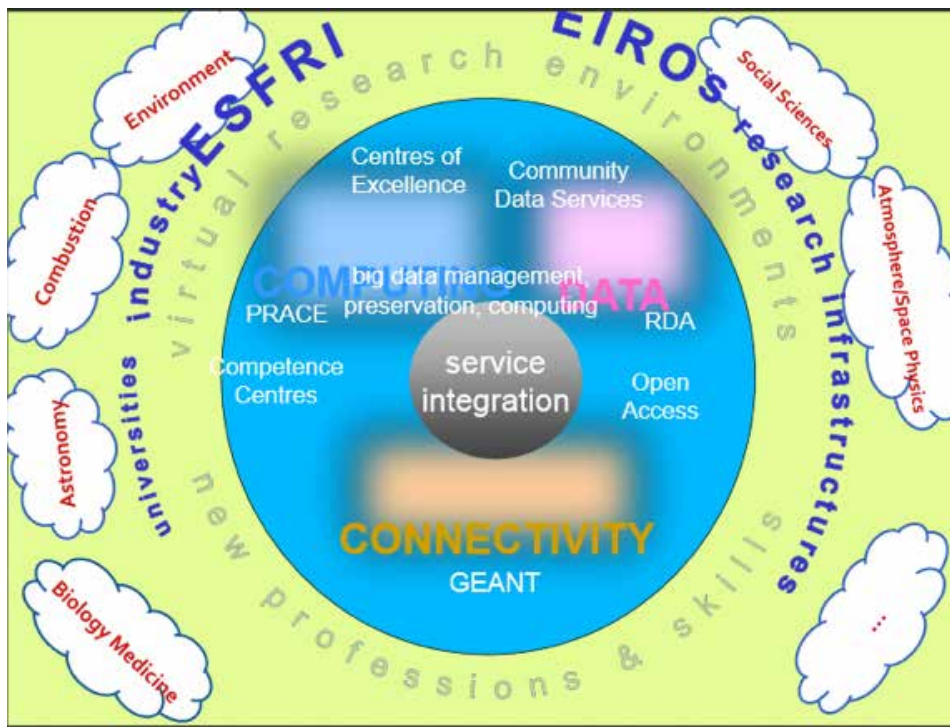 ESFRI
EIROs
Environment
Social Sciences
virtual research environments
industry
research infrastructures
Centres of
Excellence
Community
Data Services
Combustion
Atmosphere/Space Physics
COMPUTING
DATA
big data management,
preservation, computing
PRACE
RDA
service
integration
Competence
Centres
Open
Access
universities
Astronomy
CONNECTIVITY
GEANT
new professions & skills
Biology Medicine
...